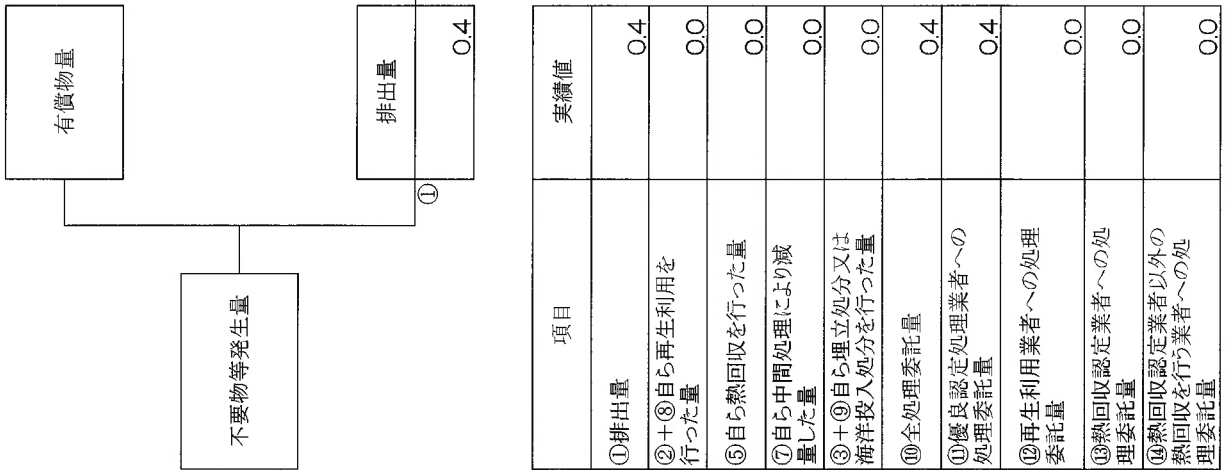 不要物等発生量
有償物量
①
排出量
0.4
項目
実績値
①排出量
0.4
②+⑧自ら再生利用を
行った量
0.0
⑤自ら熱回収を行った量
0.0
⑦自ら中間処理により減
量した量
0.0
③+⑨自ら埋立処分又は
海洋投入処分を行った量
0.0
⑩全処理委託量
0.4
⑪優良認定処理業者への
処理委託量
0.4
⑫再生利用業者への処理
委託量
0.0
⑬熱回収認定業者への処
理委託量
0.0
⑭熱回収認定業者以外の
熱回収を行う業者への処
理委託量
0.0